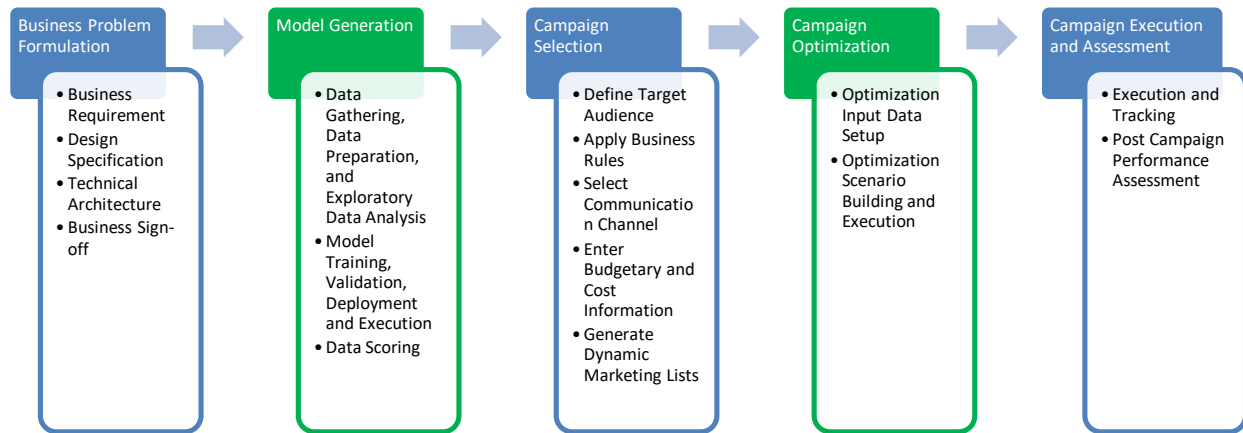 Business Problem
Formulation
• Business
Requirement
• Design
Specification
• Technical
Architecture
• Business Sign-
off
Model Generation
• Data
Gathering,
Data
Preparation,
and
Exploratory
Data Analysis
• Model
Training,
Validation,
Deployment
and Execution
• Data Scoring
Campaign
Selection
• Define Target
Audience
• Apply Business
Rules
• Select
Communicatio
n Channel
• Enter
Budgetary and
Cost
Information
• Generate
Dynamic
Marketing Lists
Campaign
Optimization
• Optimization
Input Data
Setup
• Optimization
Scenario
Building and
Execution
Campaign Execution
and Assessment
• Execution and
Tracking
• Post Campaign
Performance
Assessment